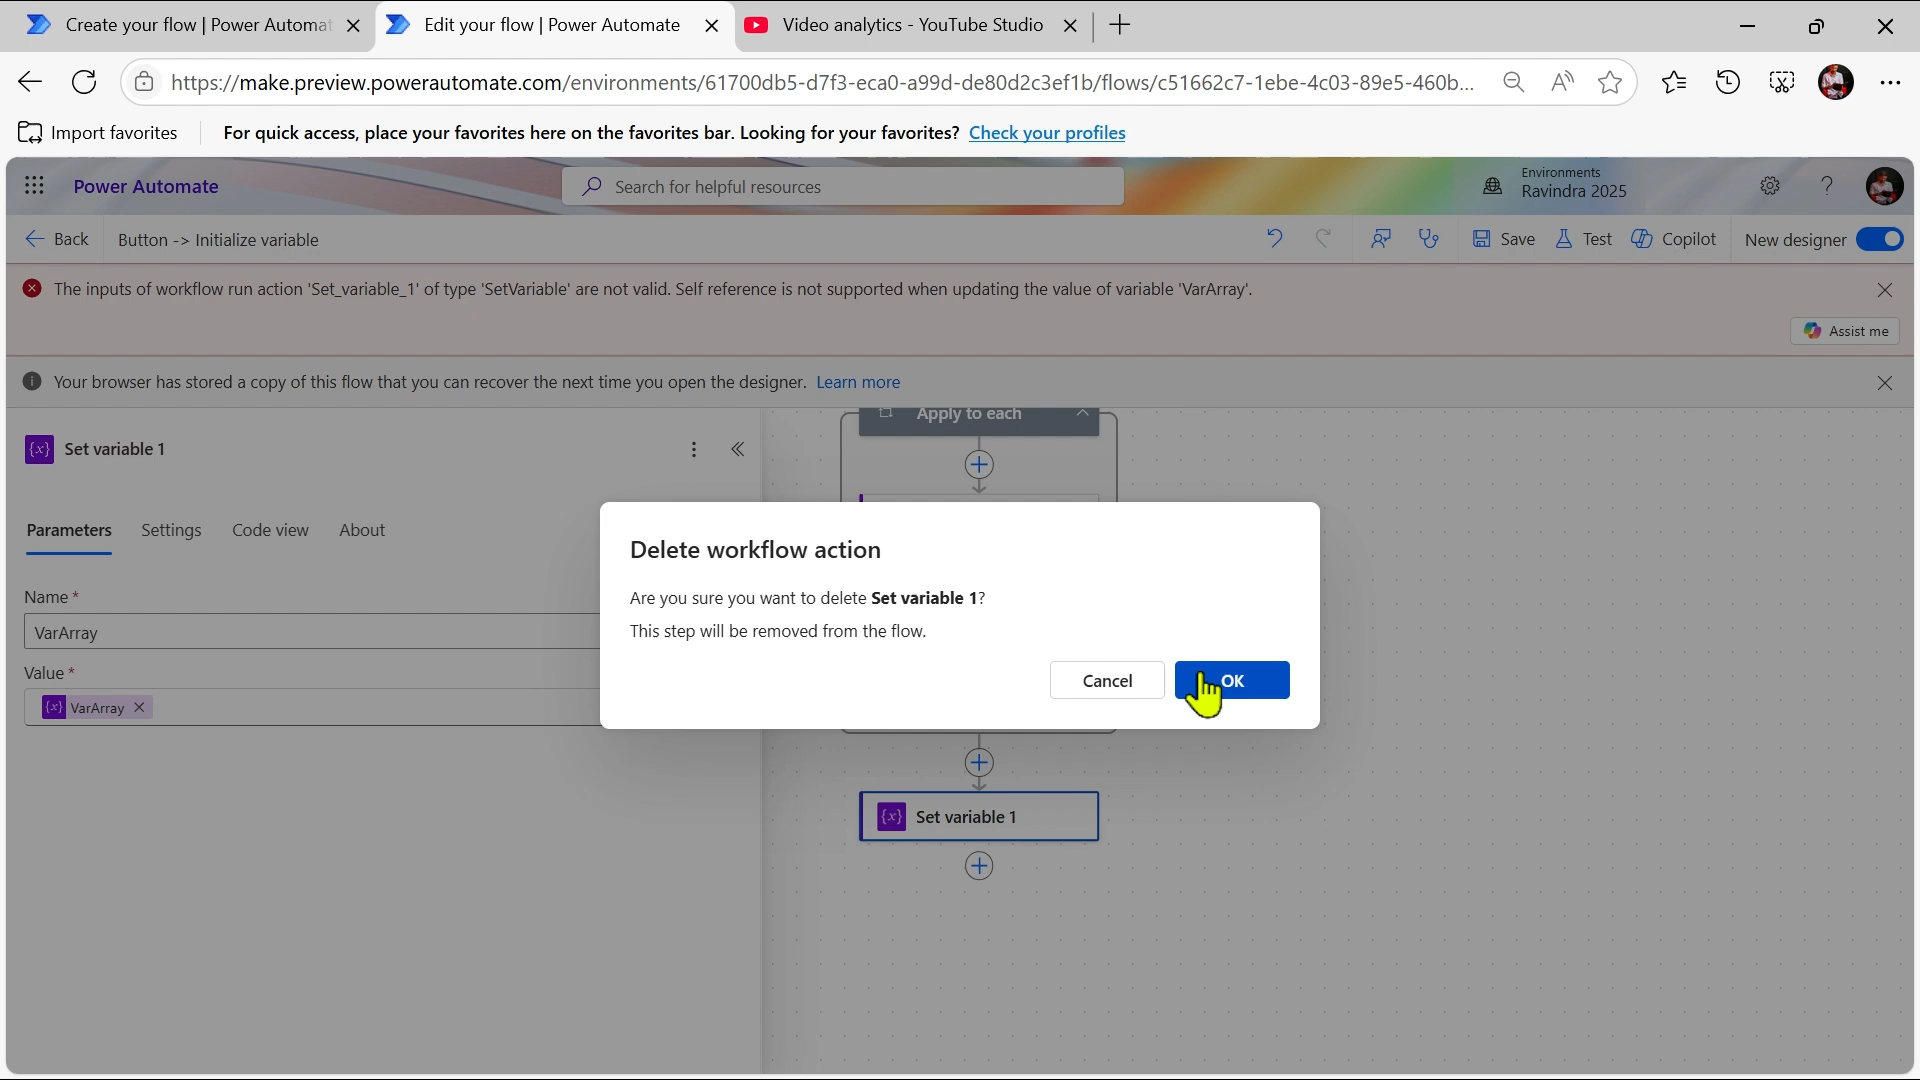 Create your flow | Power Automat
Edit your flow | Power Automate
Video analytics - YouTube Studio
https://make.preview.powerautomate.com/environments/61700db5-d7f3-eca0-a99d-de80d2c3ef1b/flows/c51662c7-1ebe-4c03-89e5-460b...
Import favorites
For quick access, place your favorites here on the favorites bar. Looking for your favorites? Check your profiles
Power Automate
Search for helpful resources
Environments
Ravindra 2025
Back
Button -> Initialize variable
Save
Test
Copilot
New designer
The inputs of workflow run action 'Set_variable_1' of type 'SetVariable' are not valid. Self reference is not supported when updating the value of variable 'VarArray'.
Assist me
Your browser has stored a copy of this flow that you can recover the next time you open the designer. Learn more
Apply to each
Set variable 1
Parameters
Settings
Code view
About
Name *
VarArray
Value *
{x} VarArray
Delete workflow action
Are you sure you want to delete Set variable 1?
This step will be removed from the flow.
Cancel
OK
{x} Set variable 1